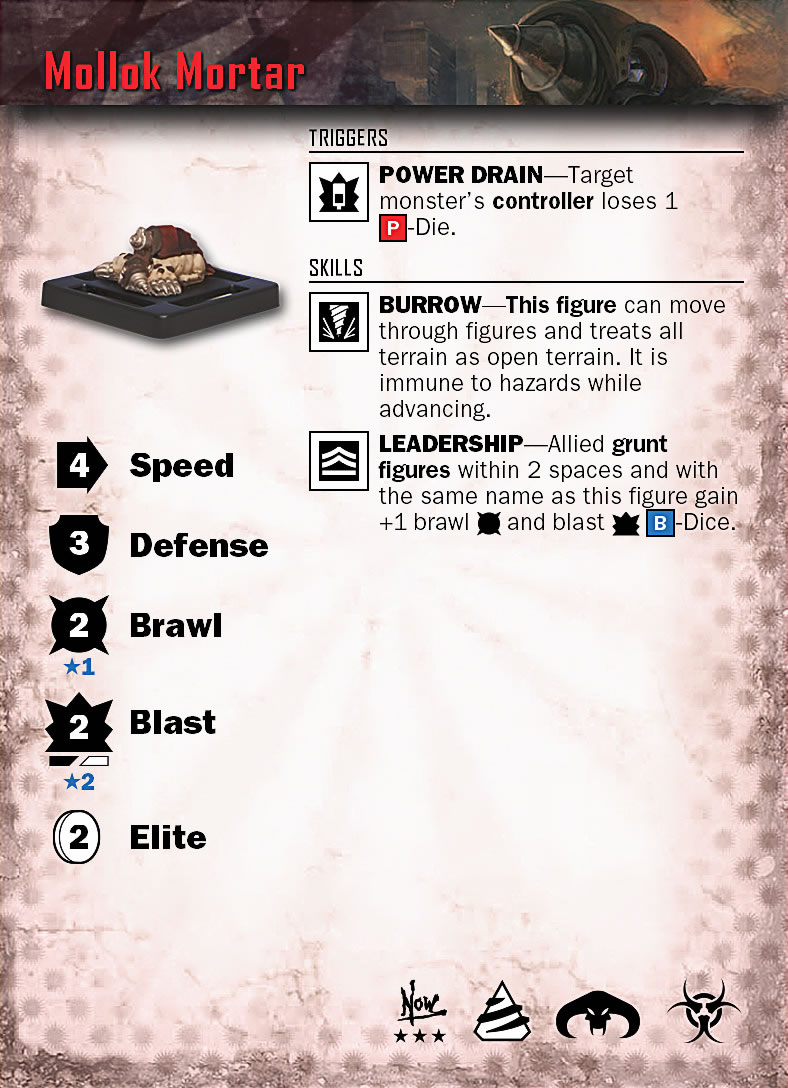 Mollok Mortar
TRIGGERS
POWER DRAIN—Target
monster's controller loses 1
P-Die.
SKILLS
BURROW—This figure can move
through figures and treats all
terrain as open terrain. It is
immune to hazards while
advancing.
LEADERSHIP—Allied grunt
figures within 2 spaces and with
the same name as this figure gain
+1 brawl and blast B-Dice.
4 Speed
3 Defense
2 Brawl
★1
2 Blast
★2
2 Elite
Now
★★★